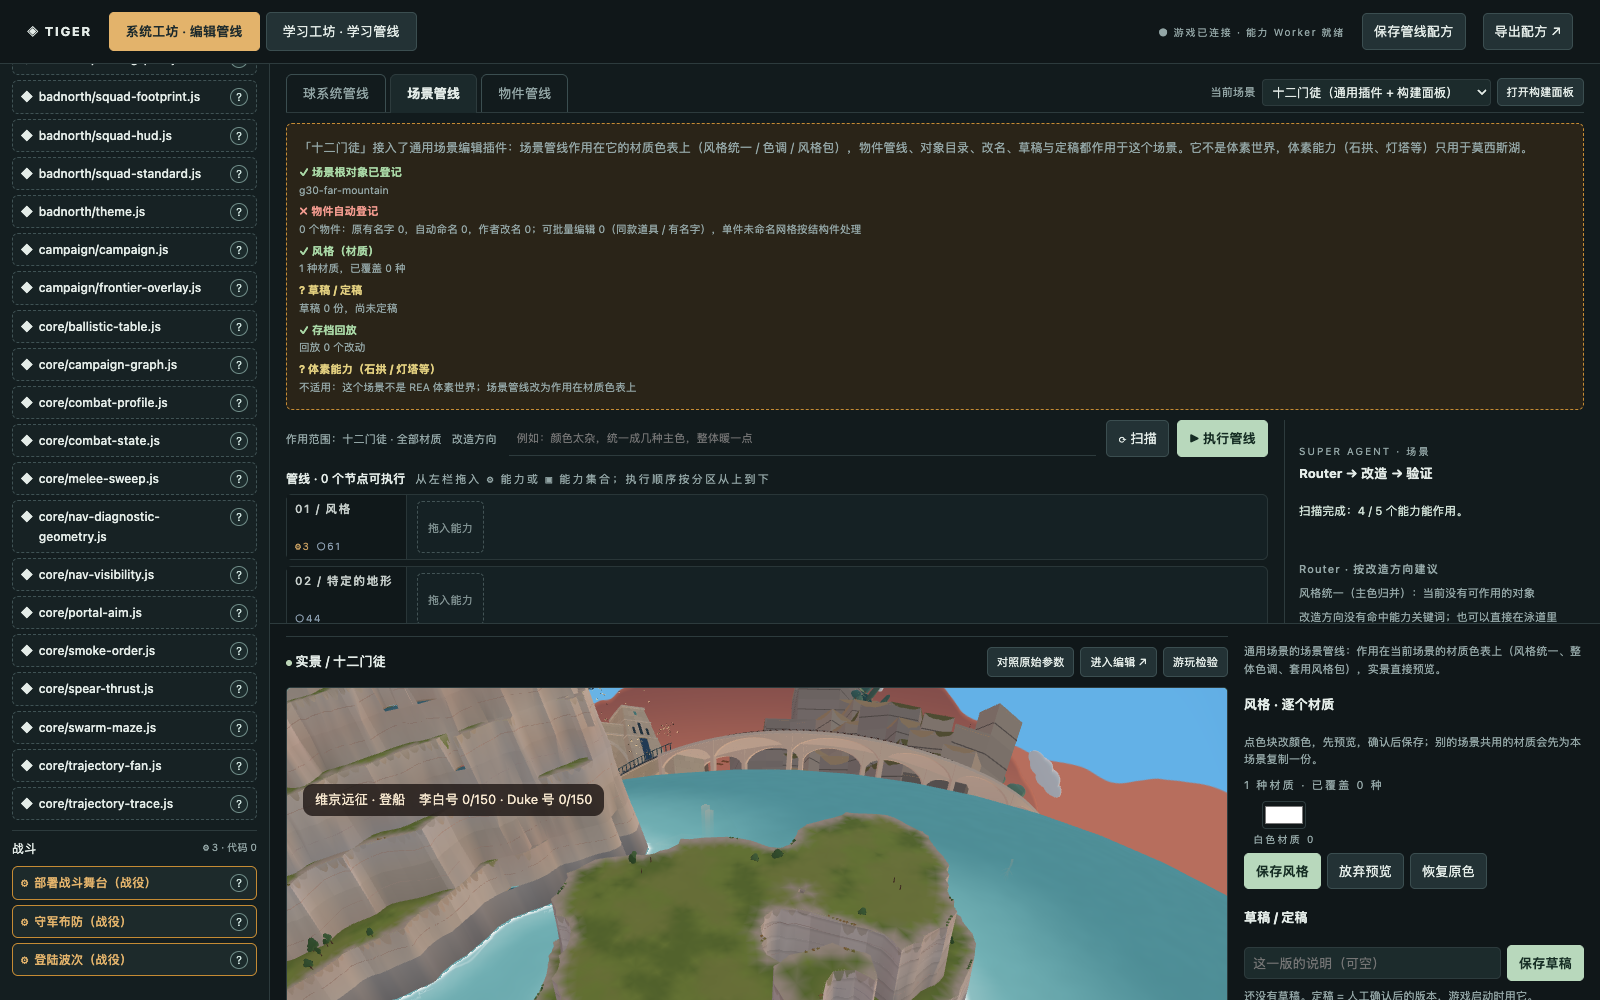 ◈ TIGER
系统工坊 · 编辑管线
学习工坊 · 学习管线
游戏已连接 · 能力 Worker 就绪
保存管线配方
导出配方 ↗
badnorth/squad-footprint.js ?
badnorth/squad-hud.js ?
badnorth/squad-standard.js ?
badnorth/theme.js ?
campaign/campaign.js ?
campaign/frontier-overlay.js ?
core/ballistic-table.js ?
core/campaign-graph.js ?
core/combat-profile.js ?
core/combat-state.js ?
core/melee-sweep.js ?
core/nav-diagnostic-
geometry.js ?
core/nav-visibility.js ?
core/portal-aim.js ?
core/smoke-order.js ?
core/spear-thrust.js ?
core/swarm-maze.js ?
core/trajectory-fan.js ?
core/trajectory-trace.js ?
战斗 ⚙3 · 代码 0
部署战斗舞台（战役） ?
守军布防（战役） ?
登陆波次（战役） ?
球系统管线
场景管线
物件管线
当前场景
十二门徒（通用插件 + 构建面板）
打开构建面板
「十二门徒」接入了通用场景编辑插件：场景管线作用在它的材质色表上（风格统一 / 色调 / 风格包），物件管线、对象目录、改名、草稿与定稿都作用于这个场景。它不是体素世界，体素能力（石拱、灯塔等）只用于莫西斯湖。
✓ 场景根对象已登记
g30-far-mountain
✕ 物件自动登记
0 个物件：原有名字 0，自动命名 0，作者改名 0；可批量编辑 0（同款道具 / 有名字），单件未命名网格按结构件处理
✓ 风格（材质）
1 种材质，已覆盖 0 种
? 草稿 / 定稿
草稿 0 份，尚未定稿
✓ 存档回放
回放 0 个改动
? 体素能力（石拱 / 灯塔等）
不适用：这个场景不是 REA 体素世界；场景管线改为作用在材质色表上
作用范围：十二门徒 · 全部材质
改造方向
例如：颜色太杂，统一成几种主色，整体暖一点
⟳ 扫描
▶ 执行管线
管线 · 0 个节点可执行
从左栏拖入 ⚙ 能力或 ▣ 能力集合；执行顺序按分区从上到下
01 / 风格
拖入能力
⚙3 ⬡61
02 / 特定的地形
拖入能力
⬡44
SUPER AGENT · 场景
Router → 改造 → 验证
扫描完成：4 / 5 个能力能作用。
Router · 按改造方向建议
风格统一（主色归并）：当前没有可作用的对象
改造方向没有命中能力关键词；也可以直接在泳道里
实景 / 十二门徒
对照原始参数
进入编辑 ↗
游玩检验
维京远征 · 登船 李白号 0/150 · Duke 号 0/150
通用场景的场景管线：作用在当前场景的材质色表上（风格统一、整
体色调、套用风格包），实景直接预览。
风格 · 逐个材质
点色块改颜色，先预览，确认后保存；别的场景共用的材质会先为本
场景复制一份。
1 种材质 · 已覆盖 0 种
白色材质 0
保存风格
放弃预览
恢复原色
草稿 / 定稿
这一版的说明（可空）
保存草稿
还没有草稿。定稿 = 人工确认后的版本，游戏启动时用它。